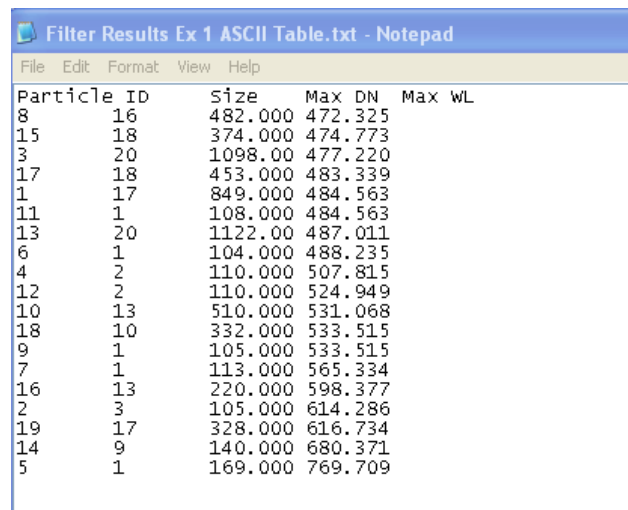 Filter Results Ex 1 ASCII Table.txt - Notepad
File Edit Format View Help
Particle ID Size Max DN Max WL
8 16 482.000 472.325
15 18 374.000 474.773
3 20 1098.00 477.220
17 18 453.000 483.339
1 17 849.000 484.563
11 1 108.000 484.563
13 20 1122.00 487.011
6 1 104.000 488.235
4 2 110.000 507.815
12 2 110.000 524.949
10 13 510.000 531.068
18 10 332.000 533.515
9 1 105.000 533.515
7 1 113.000 565.334
16 13 220.000 598.377
2 3 105.000 614.286
19 17 328.000 616.734
14 9 140.000 680.371
5 1 169.000 769.709